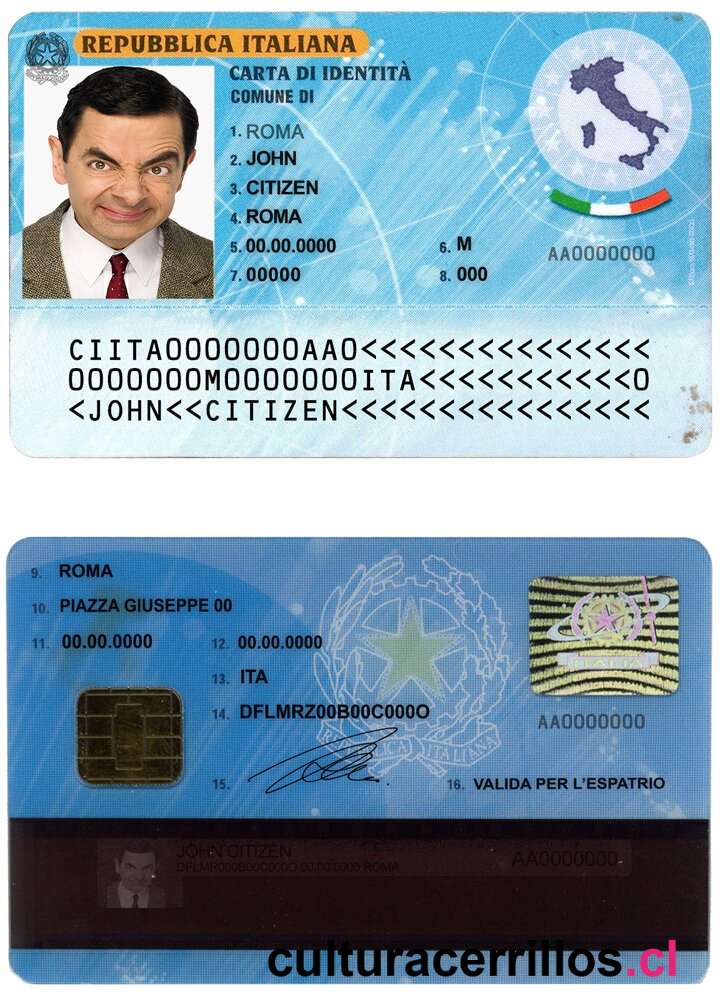 REPUBBLICA ITALIANA
CARTA DI IDENTITÀ
COMUNE DI
1. ROMA
2. JOHN
3. CITIZEN
4. ROMA
5. 00.00.0000 6. M
7. 00000 8. 000
AA0000000
CIITA0000000AA0<<<<<<<<<<<<<<<
0000000M0000000ITA<<<<<<<<<<<0
<JOHN<<CITIZEN<<<<<<<<<<<<<<<<
9. ROMA
10. PIAZZA GIUSEPPE 00
11. 00.00.0000 12. 00.00.0000
13. ITA
14. DFLMRZ00B00C000O
REPUBBLICA ITALIANA
ITALIA
AA0000000
15. 16. VALIDA PER L'ESPATRIO
JOHN CITIZEN
DFLMR000B00C000O 00.00.0000 ROMA
AA0000000
culturacerrillos.cl